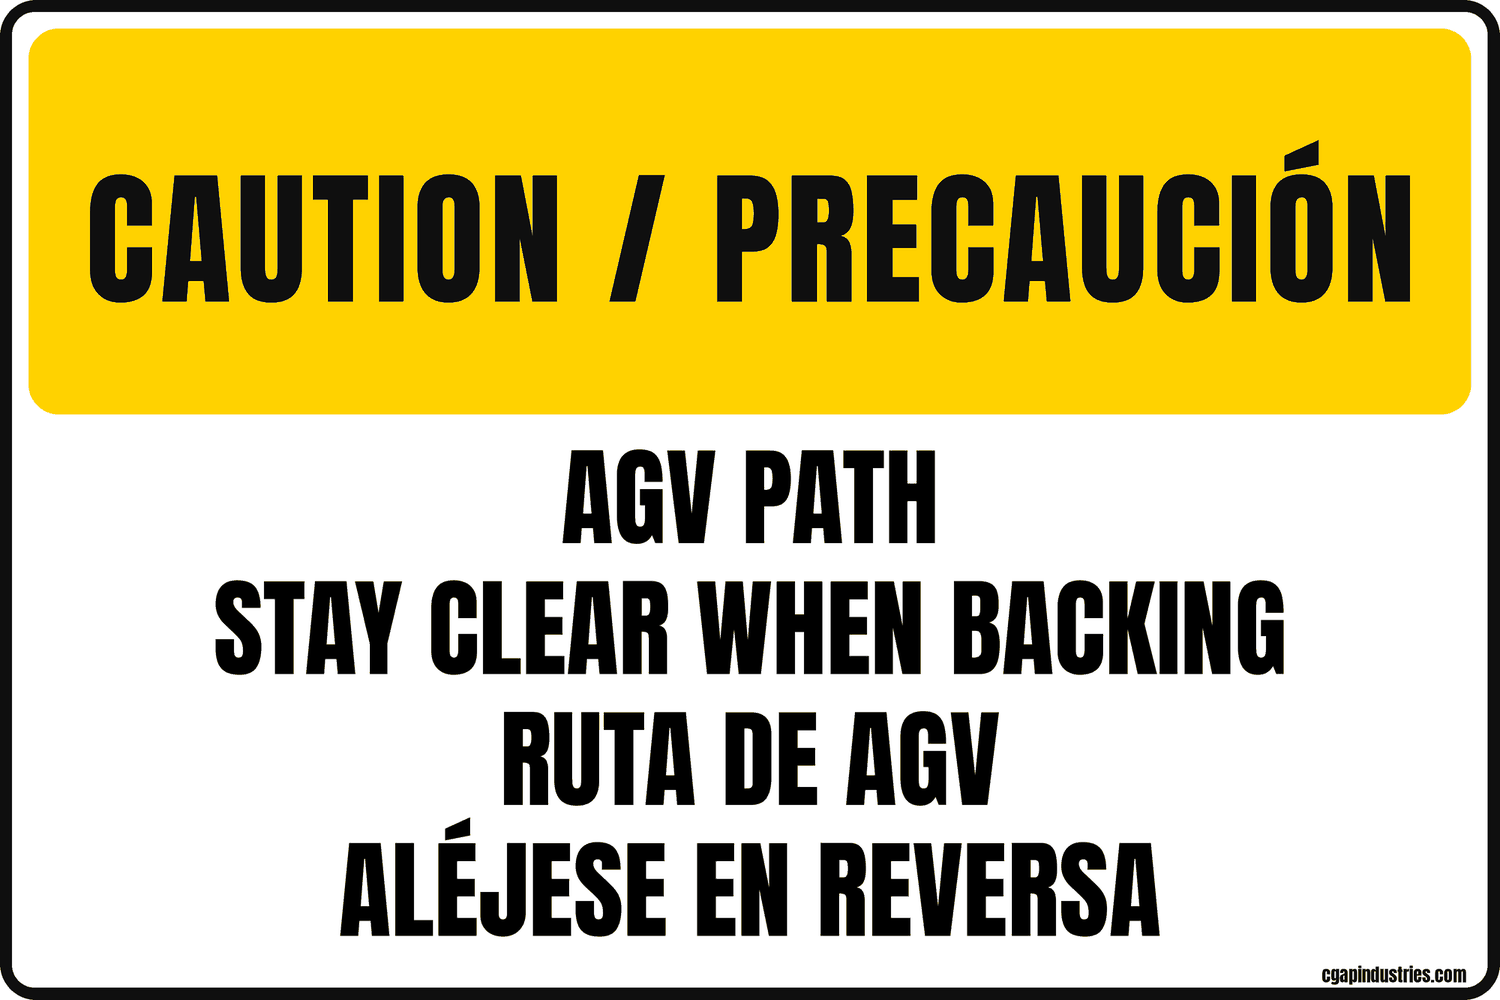 CAUTION / PRECAUCIÓN
AGV PATH
STAY CLEAR WHEN BACKING
RUTA DE AGV
ALÉJESE EN REVERSA
cgapindustries.com